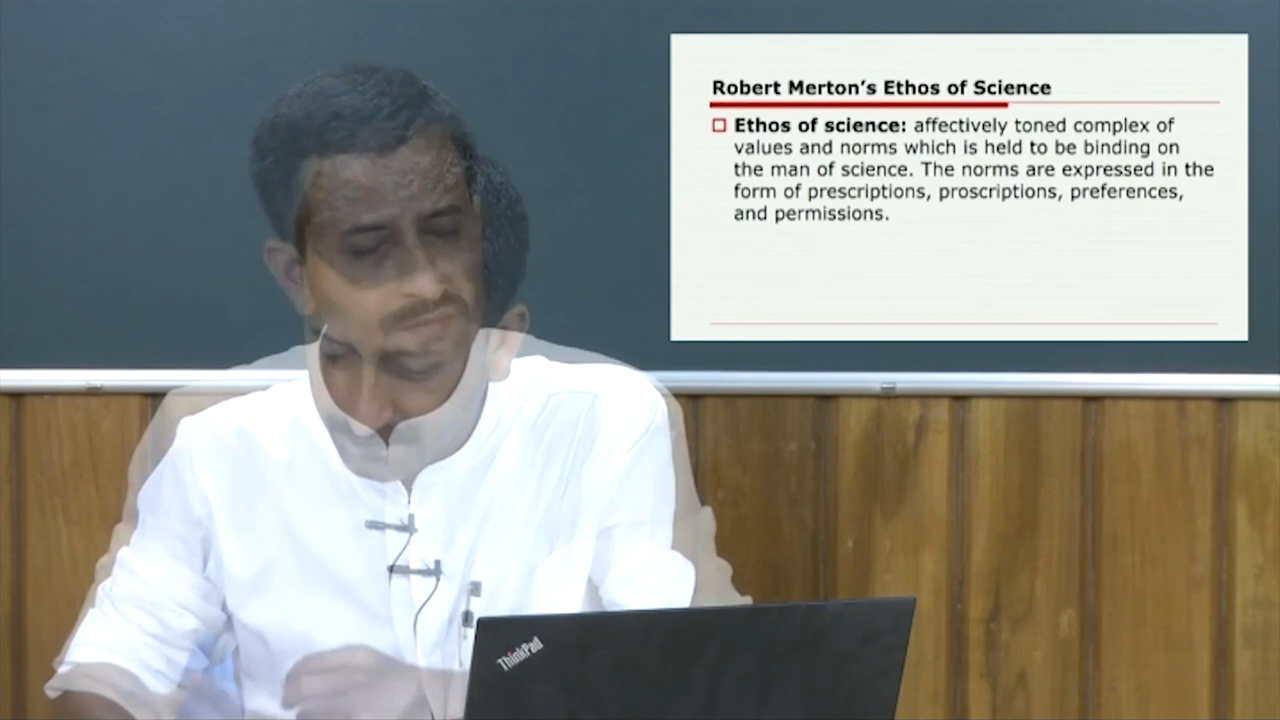 Robert Merton's Ethos of Science
Ethos of science: affectively toned complex of
values and norms which is held to be binding on
the man of science. The norms are expressed in the
form of prescriptions, proscriptions, preferences,
and permissions.
ThinkPad